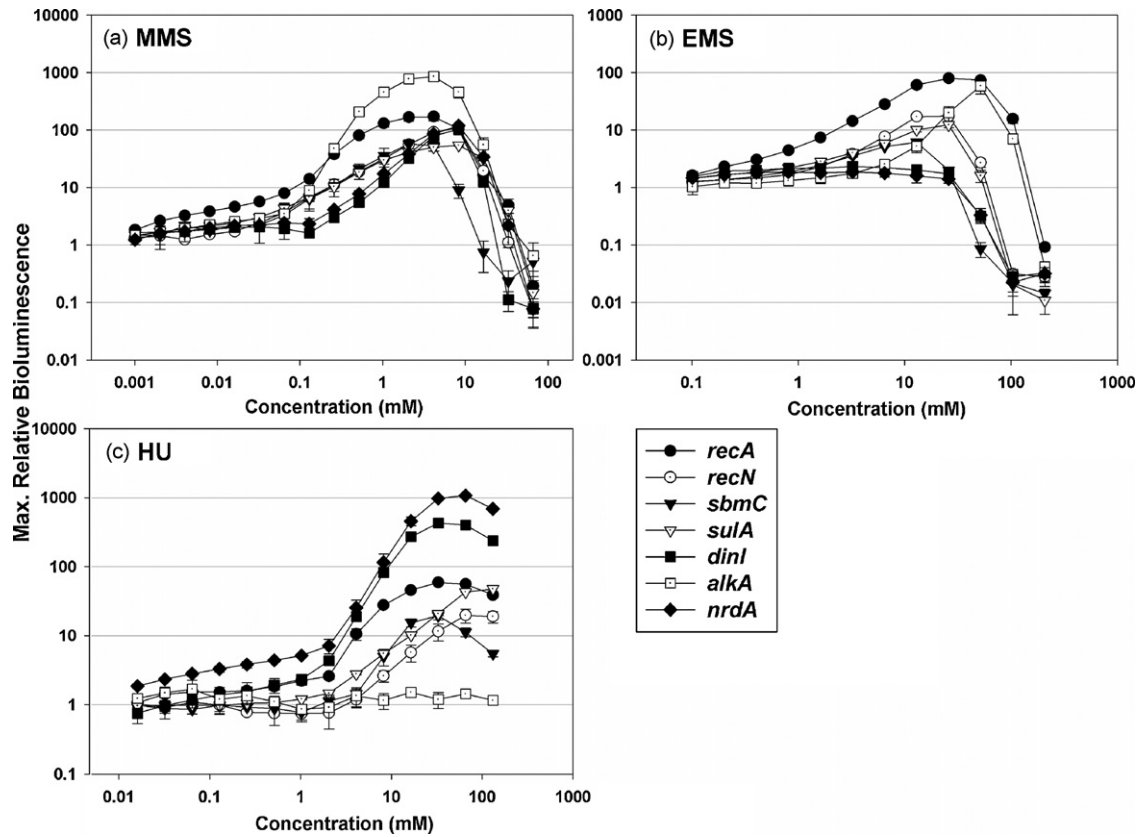 (a) MMS
10000
1000
100
10
1
0.1
0.01
0.001 0.01 0.1 1 10 100
Concentration (mM)
(b) EMS
100
10
1
0.1
0.01
0.001
0.1 1 10 100 1000
Concentration (mM)
Max. Relative Bioluminescence
(c) HU
10000
1000
100
10
1
0.1
0.01 0.1 1 10 100 1000
Concentration (mM)
recA
recN
sbmC
sulA
dinI
alkA
nrdA